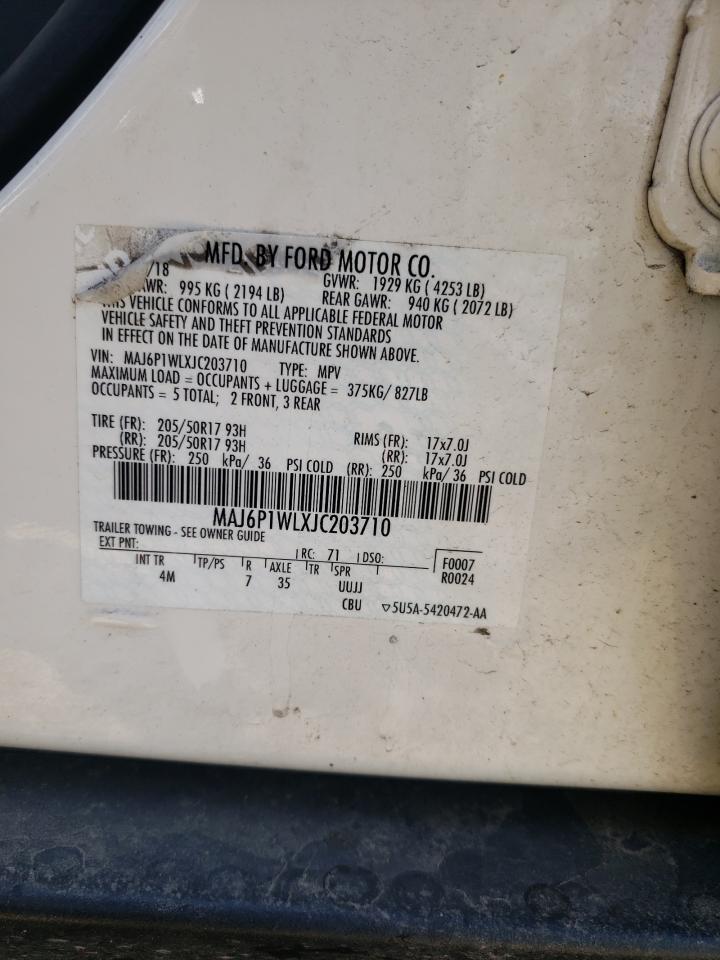 MFD. BY FORD MOTOR CO.
/18 GVWR: 1929 KG ( 4253 LB)
WR: 995 KG ( 2194 LB) REAR GAWR: 940 KG ( 2072 LB)
THIS VEHICLE CONFORMS TO ALL APPLICABLE FEDERAL MOTOR
VEHICLE SAFETY AND THEFT PREVENTION STANDARDS
IN EFFECT ON THE DATE OF MANUFACTURE SHOWN ABOVE.
VIN: MAJ6P1WLXJC203710 TYPE: MPV
MAXIMUM LOAD = OCCUPANTS + LUGGAGE = 375KG/ 827LB
OCCUPANTS = 5 TOTAL; 2 FRONT, 3 REAR
TIRE (FR): 205/50R17 93H RIMS (FR): 17x7.0J
(RR): 205/50R17 93H (RR): 17x7.0J
PRESSURE (FR): 250 kPa/ 36 PSI COLD (RR): 250 kPa/ 36 PSI COLD
MAJ6P1WLXJC203710
TRAILER TOWING - SEE OWNER GUIDE
EXT PNT: RC: 71 DSO: F0007
INT TR TP/PS R AXLE TR SPR R0024
4M 7 35 UUJJ
CBU 5U5A-5420472-AA